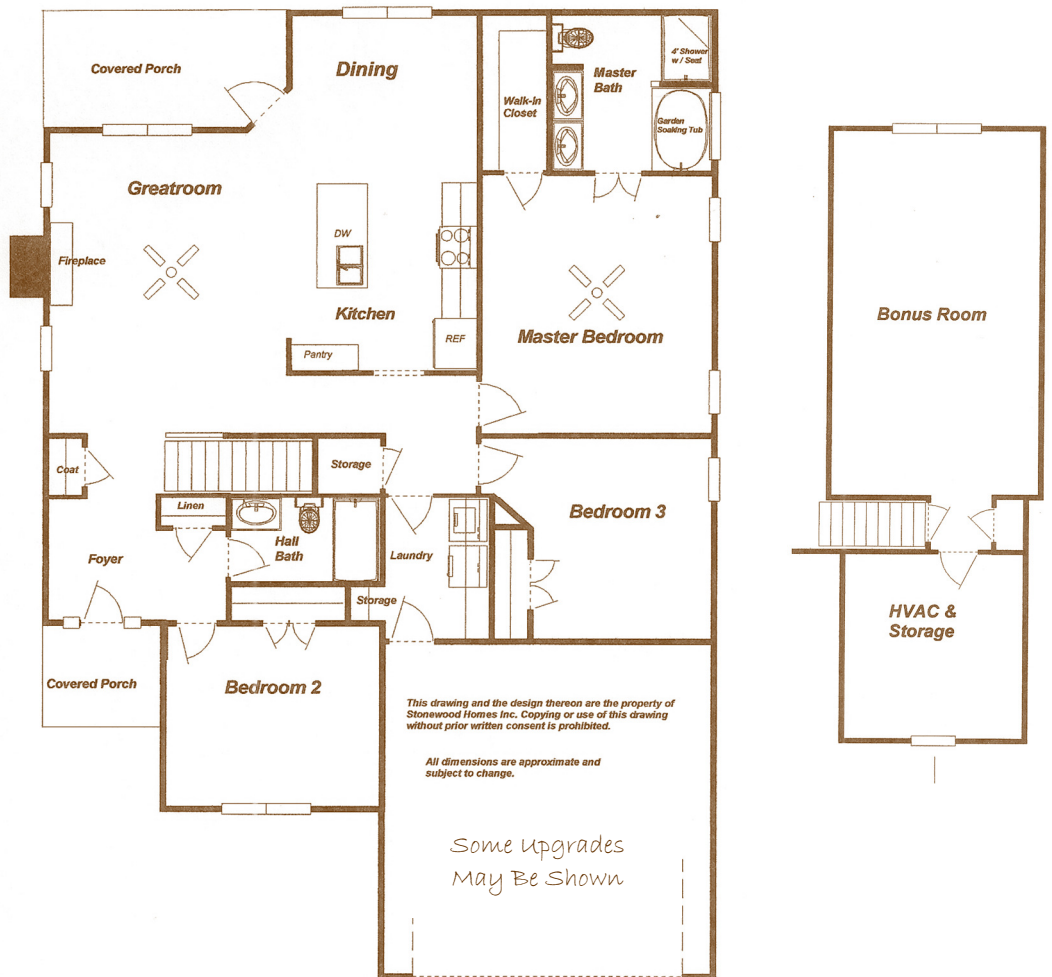 Covered Porch
Dining
Walk-in
Closet
Master
Bath
4' Shower
w / Seat
Garden
Soaking Tub
Greatroom
DW
Fireplace
Kitchen
Pantry
REF
Master Bedroom
Bonus Room
Coat
Storage
Linen
Hall
Bath
Laundry
Bedroom 3
Foyer
Storage
HVAC &
Storage
Covered Porch
Bedroom 2
This drawing and the design thereon are the property of
Stonewood Homes Inc. Copying or use of this drawing
without prior written consent is prohibited.
All dimensions are approximate and
subject to change.
Some Upgrades
May Be Shown